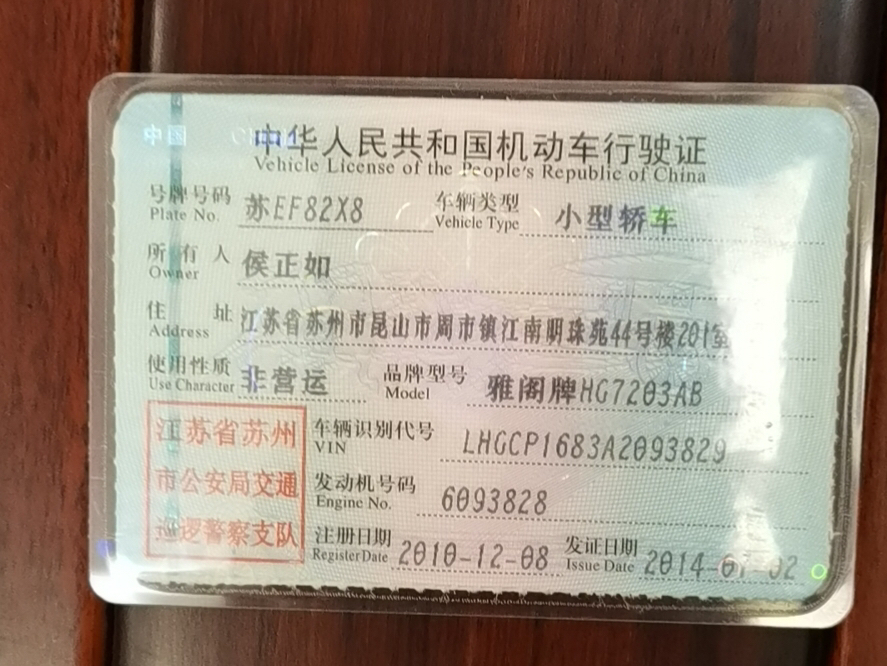 中国
中华人民共和国机动车行驶证
Vehicle License of the People's Republic of China
号牌号码 苏EF82X8 车辆类型 小型轿车
Plate No. Vehicle Type
所有人 侯正如
Owner
住址 江苏省苏州市昆山市周市镇江南明珠苑44号楼201室
Address
使用性质 非营运 品牌型号 雅阁牌HG7203AB
Use Character Model
江苏省苏州
市公安局交通
巡逻警察支队
车辆识别代号 LHGCP1683A2093829
VIN
发动机号码 6093828
Engine No.
注册日期 2010-12-08 发证日期 2014-07-02
Register Date Issue Date